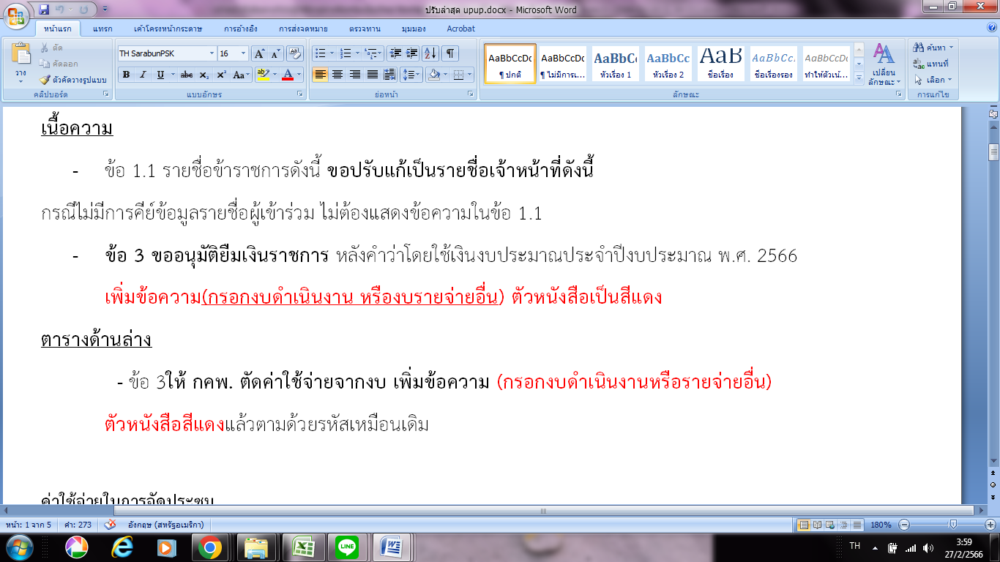 ปรับล่าสุด upup.docx - Microsoft Word
หน้าแรก แทรก เค้าโครงหน้ากระดาษ การอ้างอิง การส่งจดหมาย ตรวจทาน มุมมอง Acrobat
วาง
ตัด
คัดลอก
ตัวคัดวางรูปแบบ
คลิปบอร์ด
TH SarabunPSK 16
แบบอักษร
ย่อหน้า
AaBbCcDc AaBbCcDc AaBbC AaBbCc AaB AaBbCc. AaBbCcDc
¶ ปกติ ¶ ไม่มีการเ... หัวเรื่อง 1 หัวเรื่อง 2 ชื่อเรื่อง ชื่อเรื่องรอง ทำให้ตัวเน้...
เปลี่ยน
ลักษณะ
ลักษณะ
ค้นหา
แทนที่
เลือก
การแก้ไข
เนื้อความ
- ข้อ 1.1 รายชื่อข้าราชการดังนี้ ขอปรับแก้เป็นรายชื่อเจ้าหน้าที่ดังนี้
กรณีไม่มีการคีย์ข้อมูลรายชื่อผู้เข้าร่วม ไม่ต้องแสดงข้อความในข้อ 1.1
- ข้อ 3 ขออนุมัติยืมเงินราชการ หลังคำว่าโดยใช้เงินงบประมาณประจำปีงบประมาณ พ.ศ. 2566
เพิ่มข้อความ(กรอกงบดำเนินงาน หรืองบรายจ่ายอื่น) ตัวหนังสือเป็นสีแดง
ตารางด้านล่าง
- ข้อ 3ให้ กคพ. ตัดค่าใช้จ่ายจากงบ เพิ่มข้อความ (กรอกงบดำเนินงานหรือรายจ่ายอื่น)
ตัวหนังสือสีแดงแล้วตามด้วยรหัสเหมือนเดิม
ค่าใช้จ่ายในการจัดประชุม
หน้า: 1 จาก 5 คำ: 273 อังกฤษ (สหรัฐอเมริกา) 180%
LINE
TH
3:59
27/2/2566